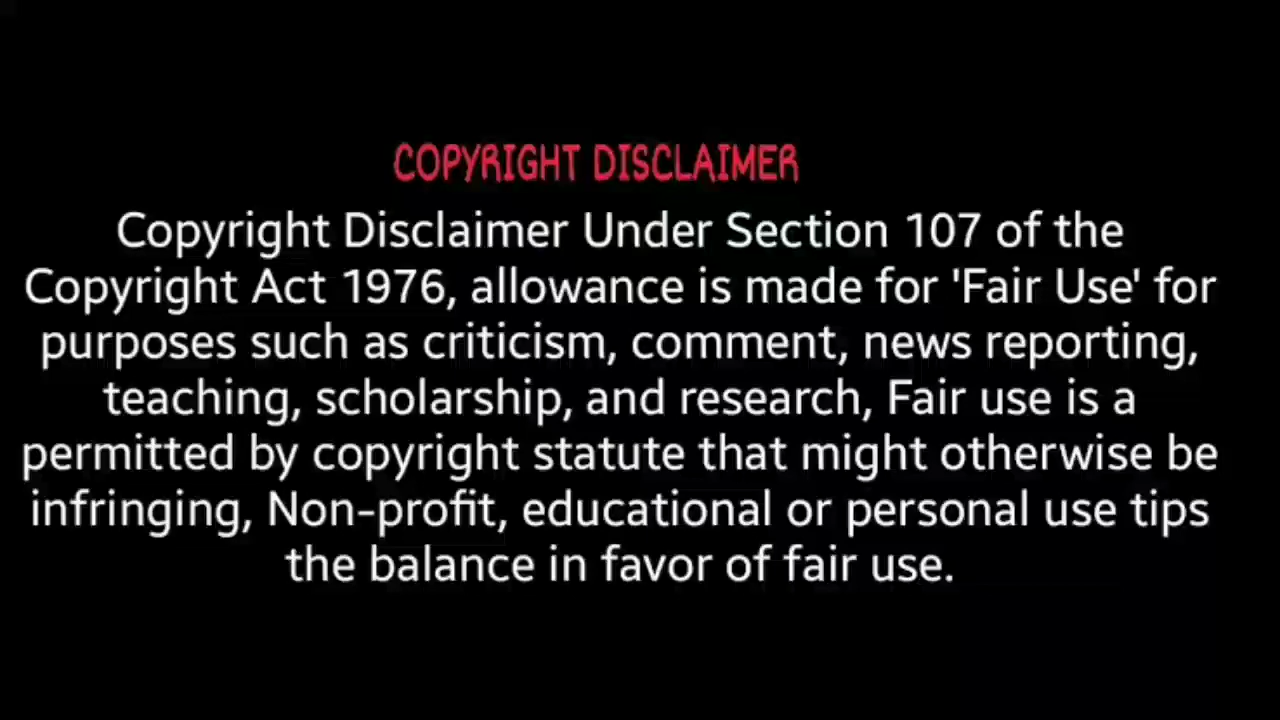 COPYRIGHT DISCLAIMER
Copyright Disclaimer Under Section 107 of the
Copyright Act 1976, allowance is made for 'Fair Use' for
purposes such as criticism, comment, news reporting,
teaching, scholarship, and research, Fair use is a
permitted by copyright statute that might otherwise be
infringing, Non-profit, educational or personal use tips
the balance in favor of fair use.